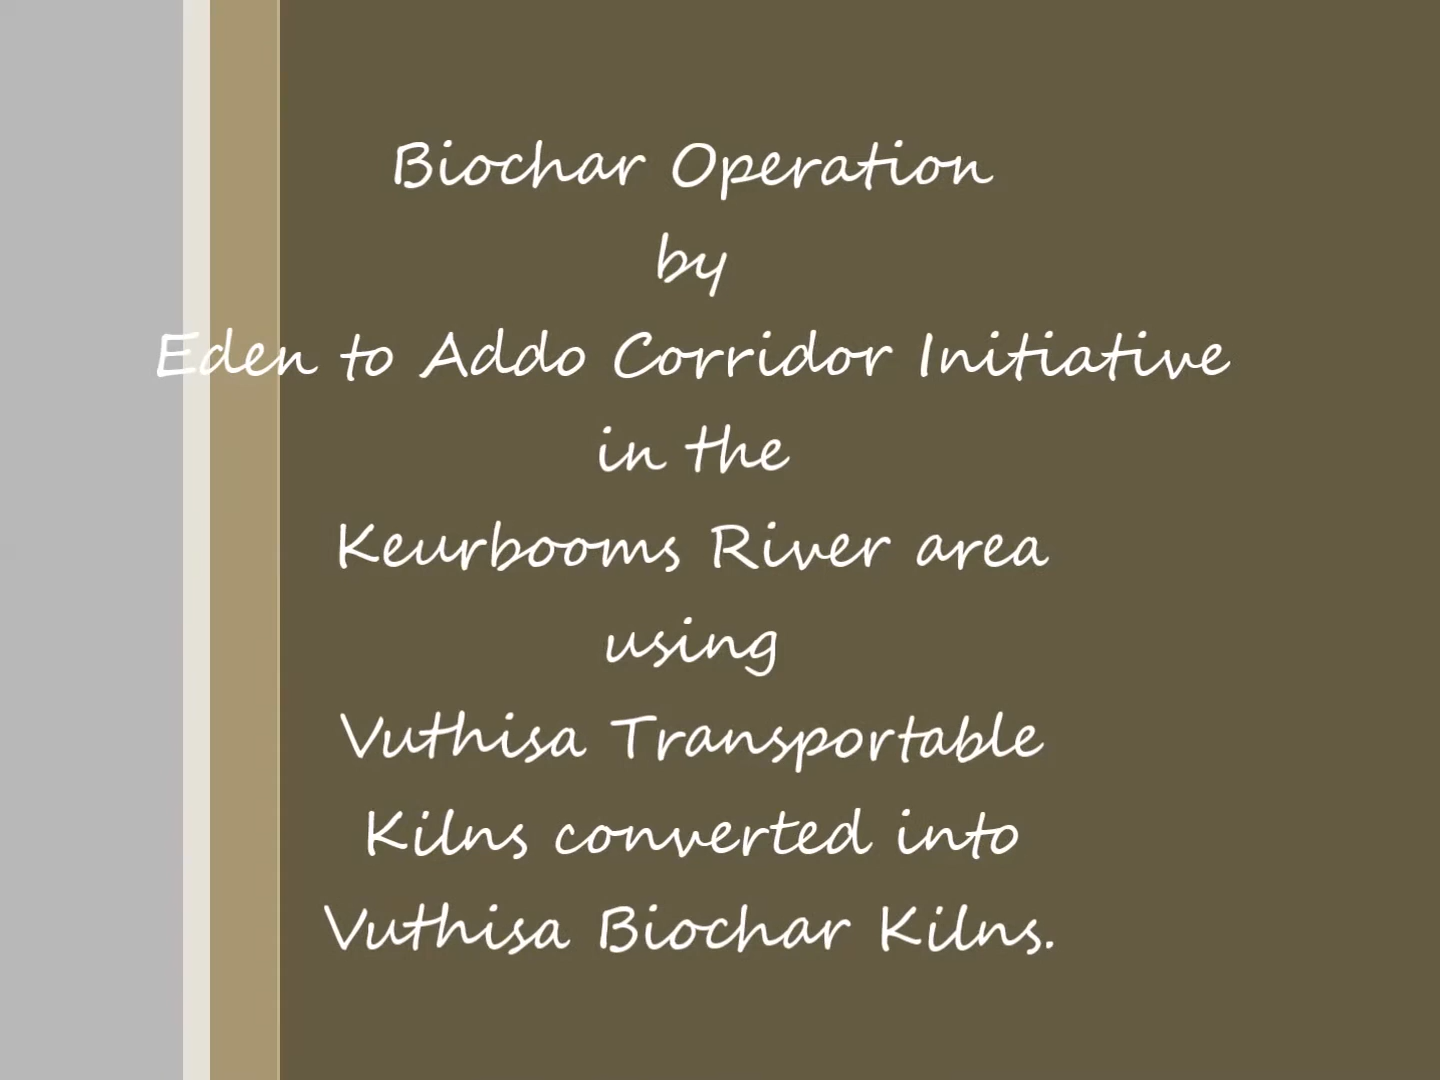 Biochar Operation
by
Eden to Addo Corridor Initiative
in the
Keurbooms River area
using
Vuthisa Transportable
Kilns converted into
Vuthisa Biochar Kilns.